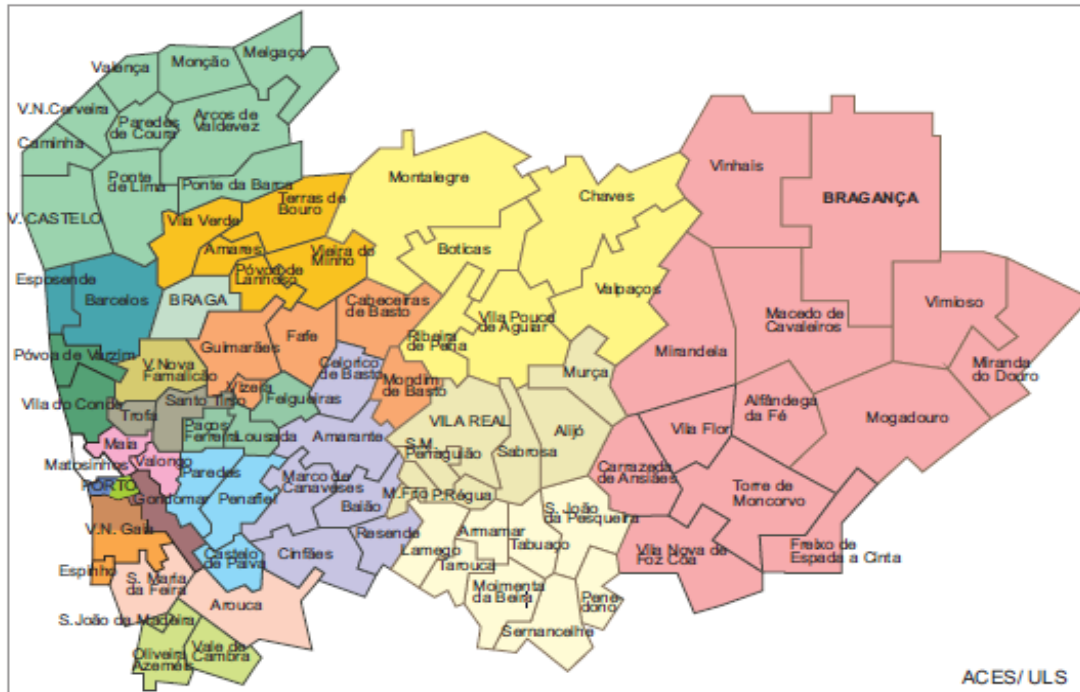 Melgaço
Monção
Valença
V.N.Cerveira
Paredes
de Coura
Arcos de
Valdevez
Caminha
Ponte
de Lima
Ponte da Barca
V. CASTELO
Vila Verde
Terras de
Bouro
Amares
Vieira de
Minho
Póvoa de
Lanhoso
Montalegre
Boticas
Chaves
Valpaços
Vila Pouca
de Aguiar
Ribeira
de Pena
Vinhais
BRAGANÇA
Vimioso
Macedo de
Cavaleiros
Miranda
do Douro
Mirandela
Alfândega
da Fé
Mogadouro
Vila Flor
Carrazeda
de Ansiães
Torre de
Moncorvo
Freixo de
Espada a Cinta
Vila Nova de
Foz Côa
Esposende
Barcelos
BRAGA
Cabeceiras
de Basto
Fafe
Guimarães
Celorico
de Basto
Mondim
de Basto
Póvoa de Varzim
V.Nova
Famalicão
Vizela
Vila do Conde
Santo Tirso
Trofa
Felgueiras
Paços
Ferreira
Lousada
Amarante
Murça
VILA REAL
Alijó
Sabrosa
S.M.
Penaguião
M.Frio
P.Régua
Maia
Matosinhos
Valongo
Paredes
PORTO
Gondomar
Penafiel
Marco de
Canaveses
Baião
Resende
Cinfães
Castelo
de Paiva
V.N. Gaia
Espinho
S. Maria
da Feira
Arouca
S.João da Madeira
Oliveira
Azeméis
Vale de
Cambra
Lamego
Armamar
Tarouca
Tabuaço
S. João
da Pesqueira
Moimenta
da Beira
Pene
dono
Sernancelhe
ACES/ ULS